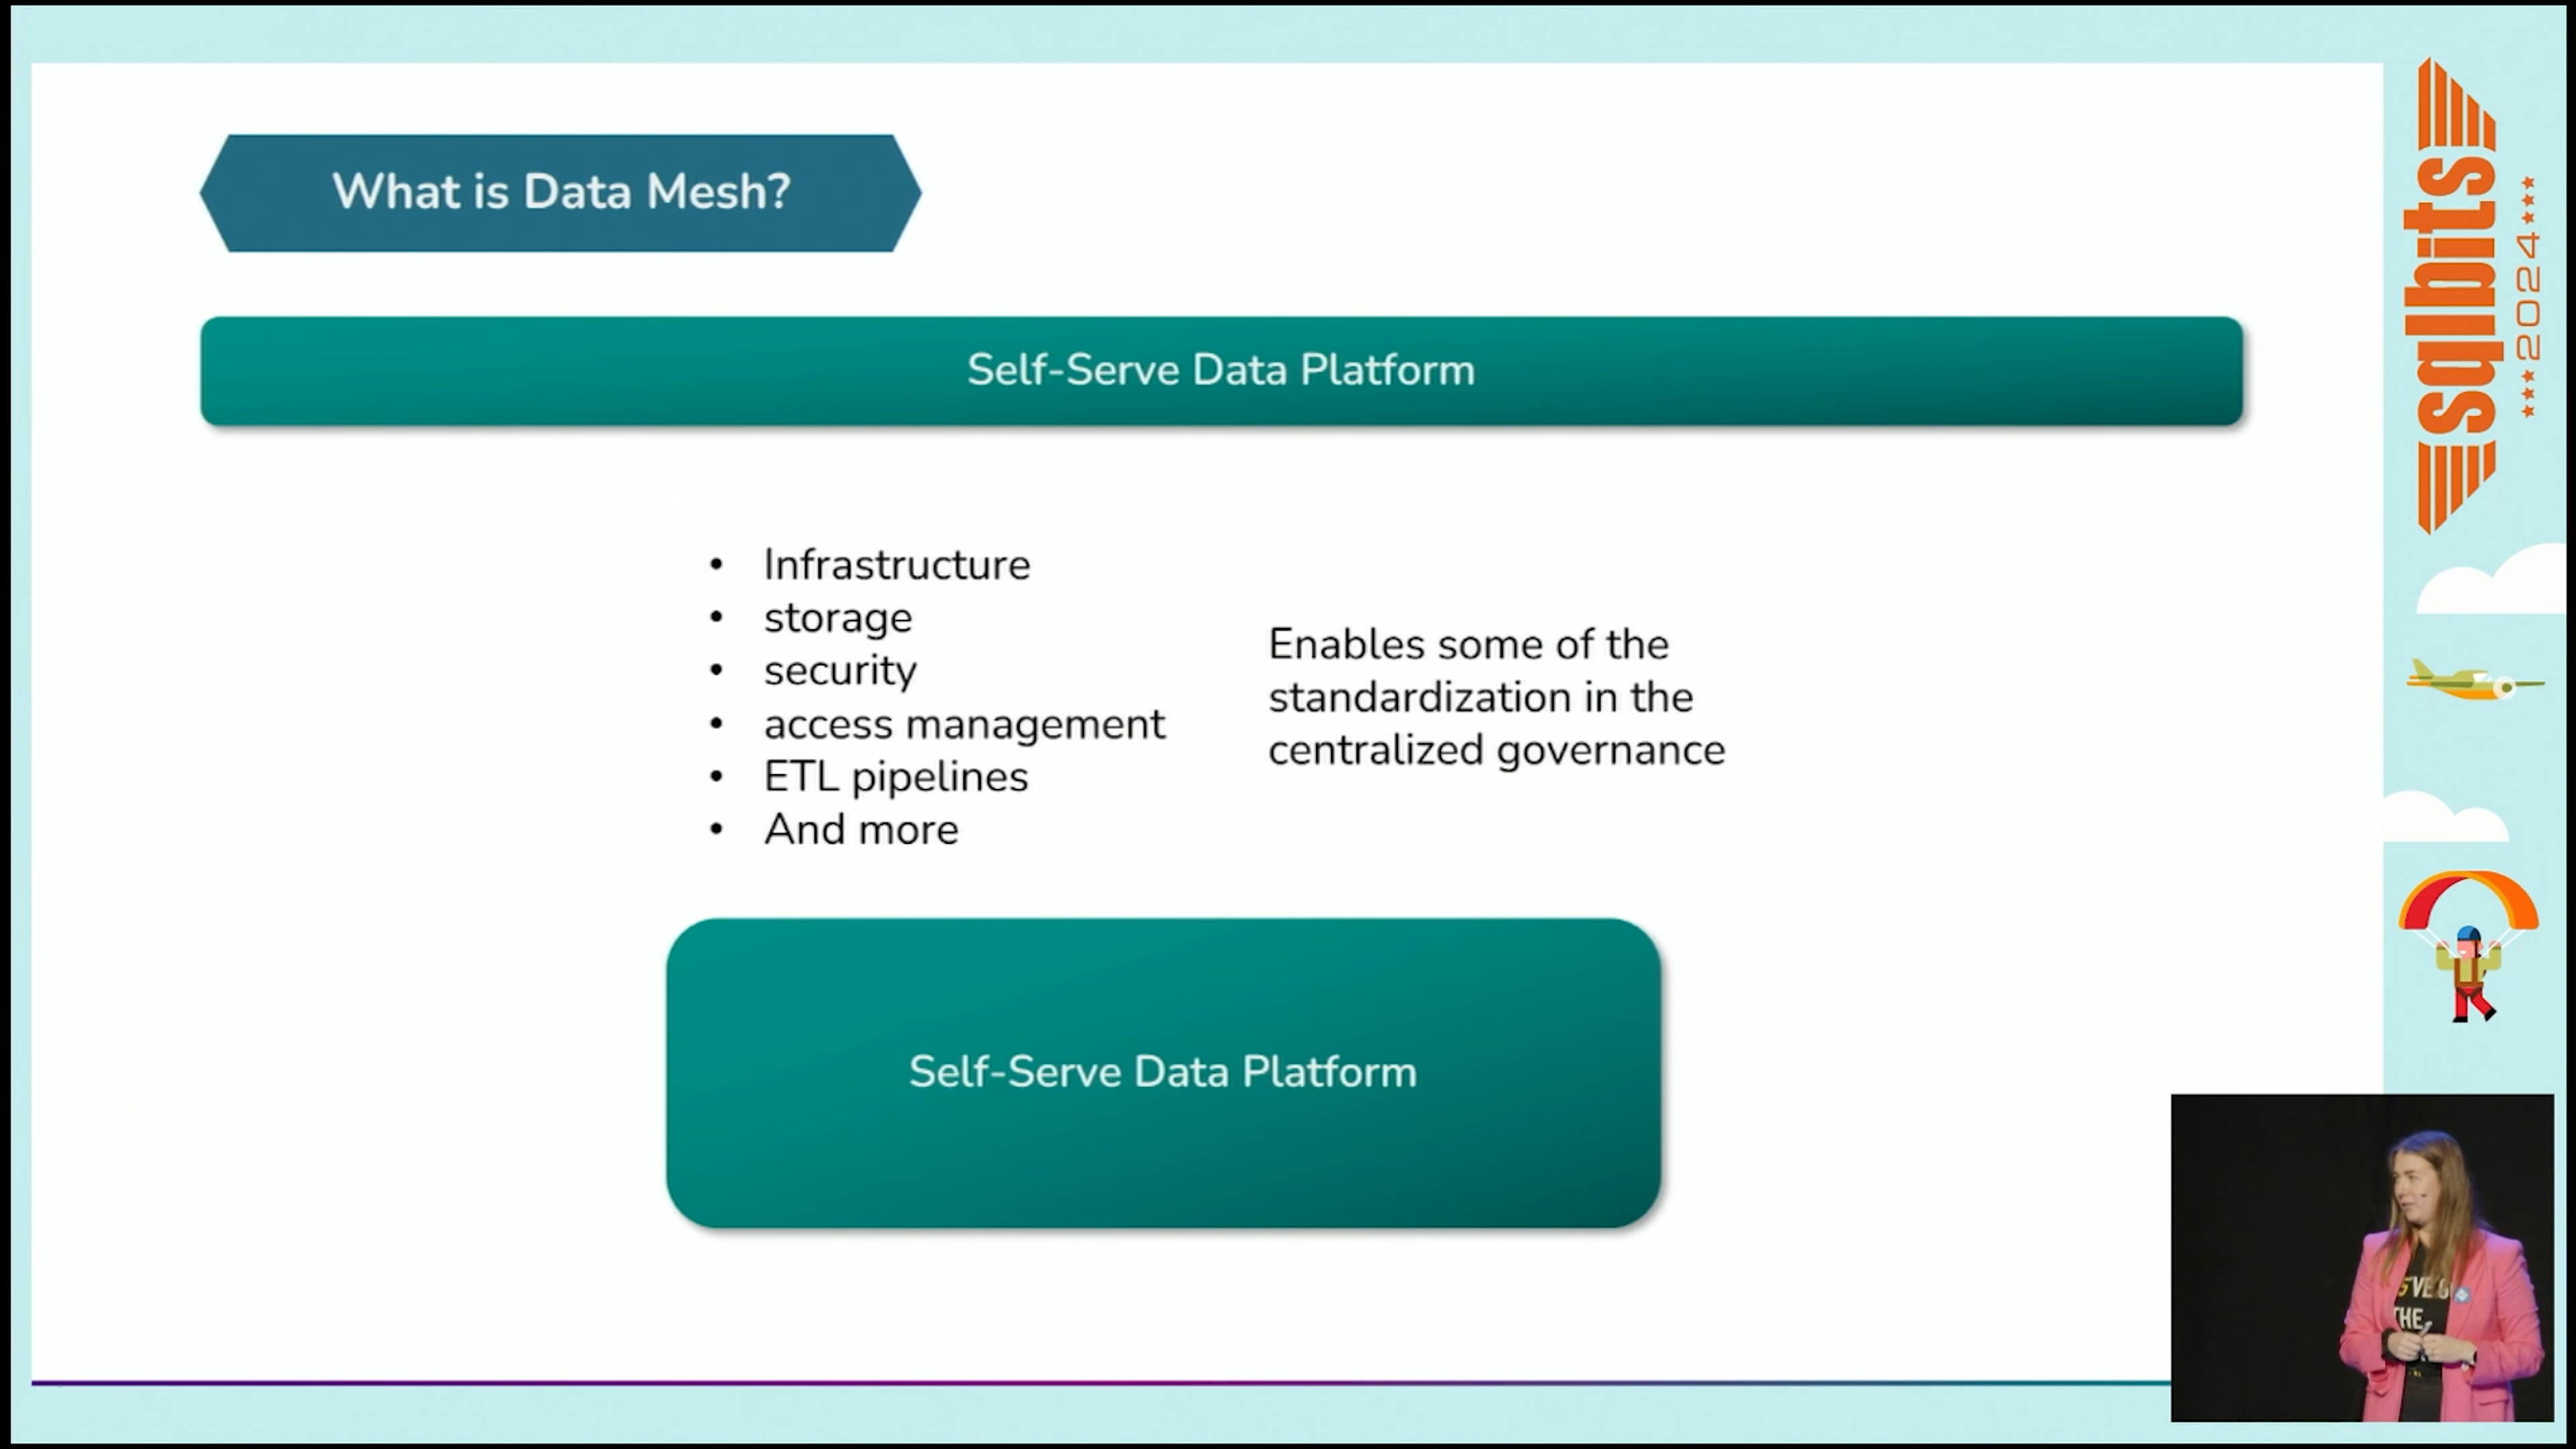 What is Data Mesh?
Self-Serve Data Platform
• Infrastructure
• storage
• security
• access management
• ETL pipelines
• And more
Enables some of the
standardization in the
centralized governance
Self-Serve Data Platform
sqlbits
2024
THE